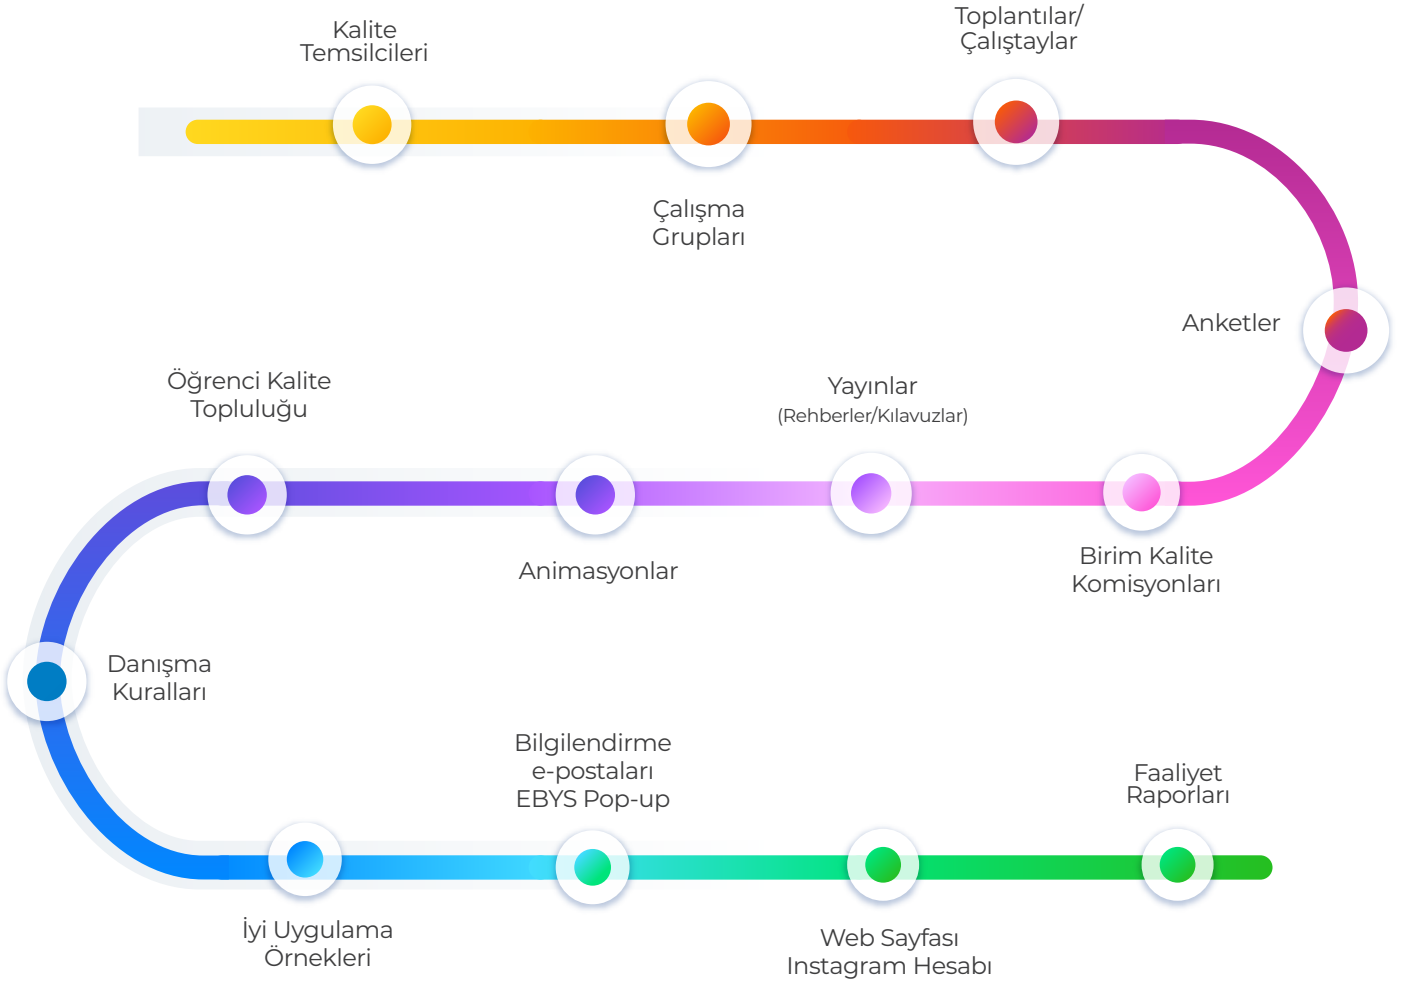 Kalite
Temsilcileri
Çalışma
Grupları
Toplantılar/
Çalıştaylar
Anketler
Birim Kalite
Komisyonları
Yayınlar
(Rehberler/Kılavuzlar)
Animasyonlar
Öğrenci Kalite
Topluluğu
Danışma
Kuralları
İyi Uygulama
Örnekleri
Bilgilendirme
e-postaları
EBYS Pop-up
Web Sayfası
Instagram Hesabı
Faaliyet
Raporları